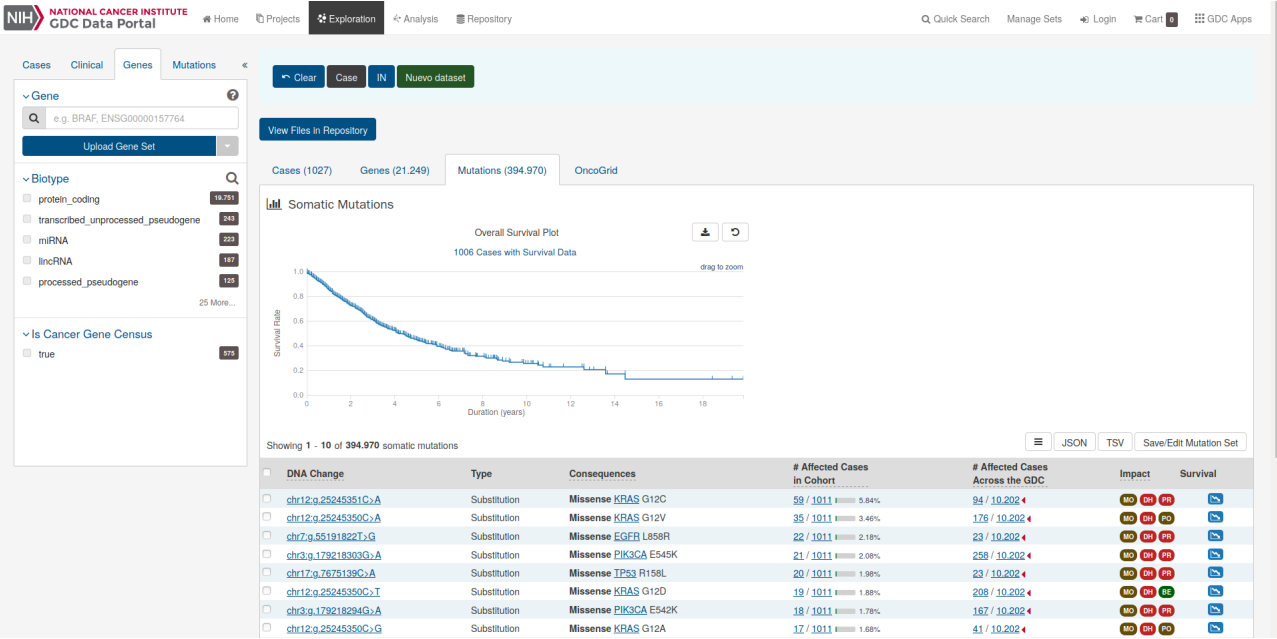 NIH NATIONAL CANCER INSTITUTE
GDC Data Portal
Home Projects Exploration Analysis Repository
Quick Search Manage Sets Login Cart 0 GDC Apps
Cases Clinical Genes Mutations «
Gene
e.g. BRAF, ENSG00000157764
Upload Gene Set
Biotype
protein_coding 19.751
transcribed_unprocessed_pseudogene 243
miRNA 223
lincRNA 187
processed_pseudogene 125
25 More...
Is Cancer Gene Census
true 575
Clear Case IN Nuevo dataset
View Files in Repository
Cases (1027) Genes (21.249) Mutations (394.970) OncoGrid
Somatic Mutations
Overall Survival Plot
1006 Cases with Survival Data
drag to zoom
Survival Rate
1.0
0.8
0.6
0.4
0.2
0.0
0 2 4 6 8 10 12 14 16 18
Duration (years)
Showing 1 - 10 of 394.970 somatic mutations
JSON TSV Save/Edit Mutation Set
DNA Change Type Consequences # Affected Cases in Cohort # Affected Cases Across the GDC Impact Survival
chr12:g.25245351C>A Substitution Missense KRAS G12C 59 / 1011 5.84% 94 / 10.202 MO DH PR
chr12:g.25245350C>A Substitution Missense KRAS G12V 35 / 1011 3.46% 176 / 10.202 MO DH PO
chr7:g.55191822T>G Substitution Missense EGFR L858R 22 / 1011 2.18% 23 / 10.202 MO DH PR
chr3:g.179218303G>A Substitution Missense PIK3CA E545K 21 / 1011 2.08% 258 / 10.202 MO DH PR
chr17:g.7675139C>A Substitution Missense TP53 R158L 20 / 1011 1.98% 23 / 10.202 MO DH PR
chr12:g.25245350C>T Substitution Missense KRAS G12D 19 / 1011 1.88% 208 / 10.202 MO DH BE
chr3:g.179218294G>A Substitution Missense PIK3CA E542K 18 / 1011 1.78% 167 / 10.202 MO DH PR
chr12:g.25245350C>G Substitution Missense KRAS G12A 17 / 1011 1.68% 41 / 10.202 MO DH PO